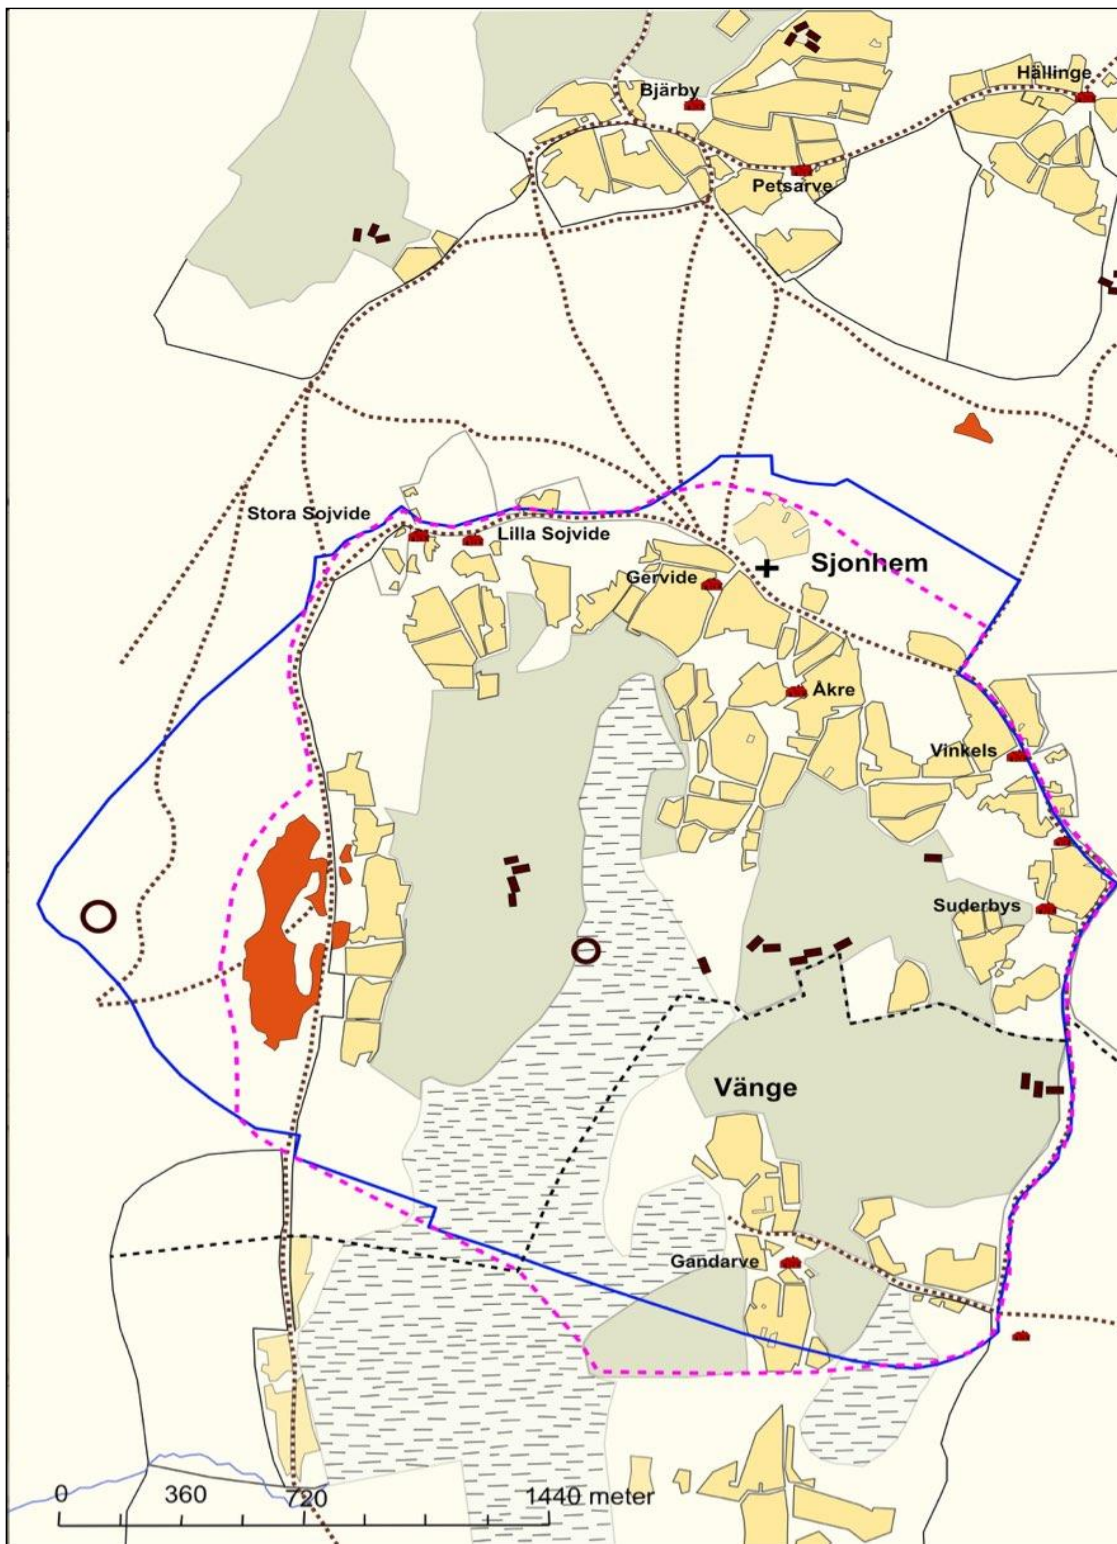 Hällinge
Bjärby
Petsarve
Stora Sojvide
Lilla Sojvide
Sjonhem
Gervide
Åkre
Vinkels
Suderbys
Vänge
Gandarve
0 360 720 1440 meter